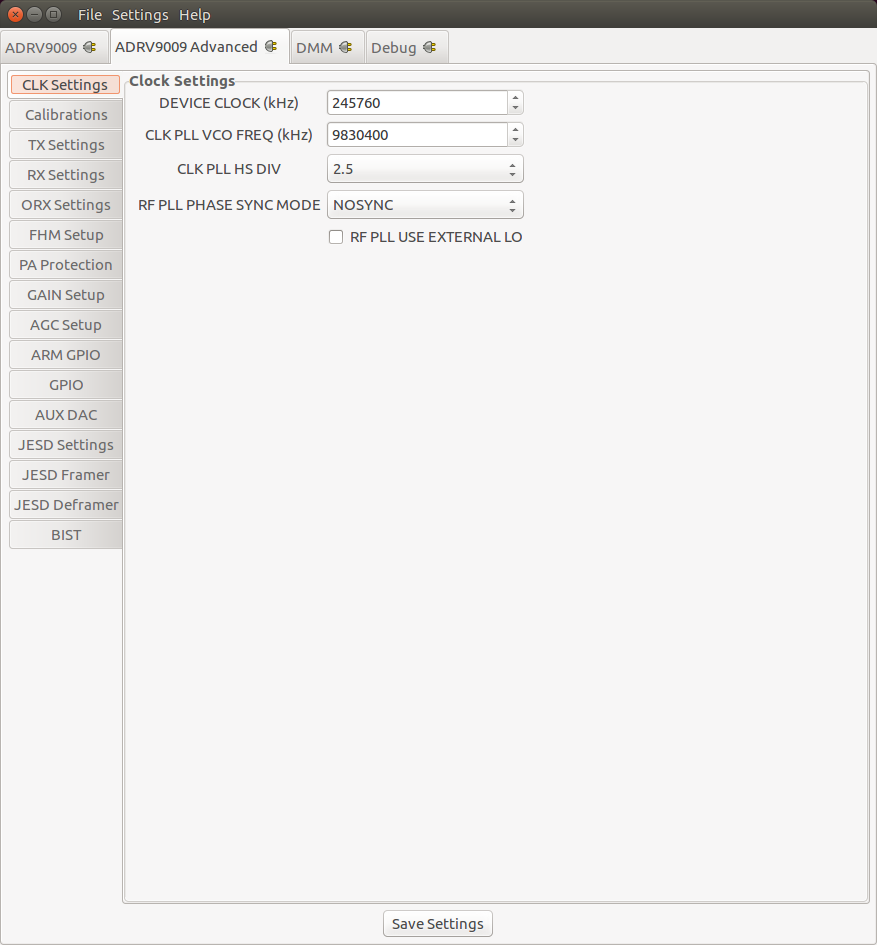 File Settings Help
ADRV9009 ADRV9009 Advanced DMM Debug
CLK Settings
Calibrations
TX Settings
RX Settings
ORX Settings
FHM Setup
PA Protection
GAIN Setup
AGC Setup
ARM GPIO
GPIO
AUX DAC
JESD Settings
JESD Framer
JESD Deframer
BIST
Clock Settings
DEVICE CLOCK (kHz) 245760
CLK PLL VCO FREQ (kHz) 9830400
CLK PLL HS DIV 2.5
RF PLL PHASE SYNC MODE NOSYNC
RF PLL USE EXTERNAL LO
Save Settings